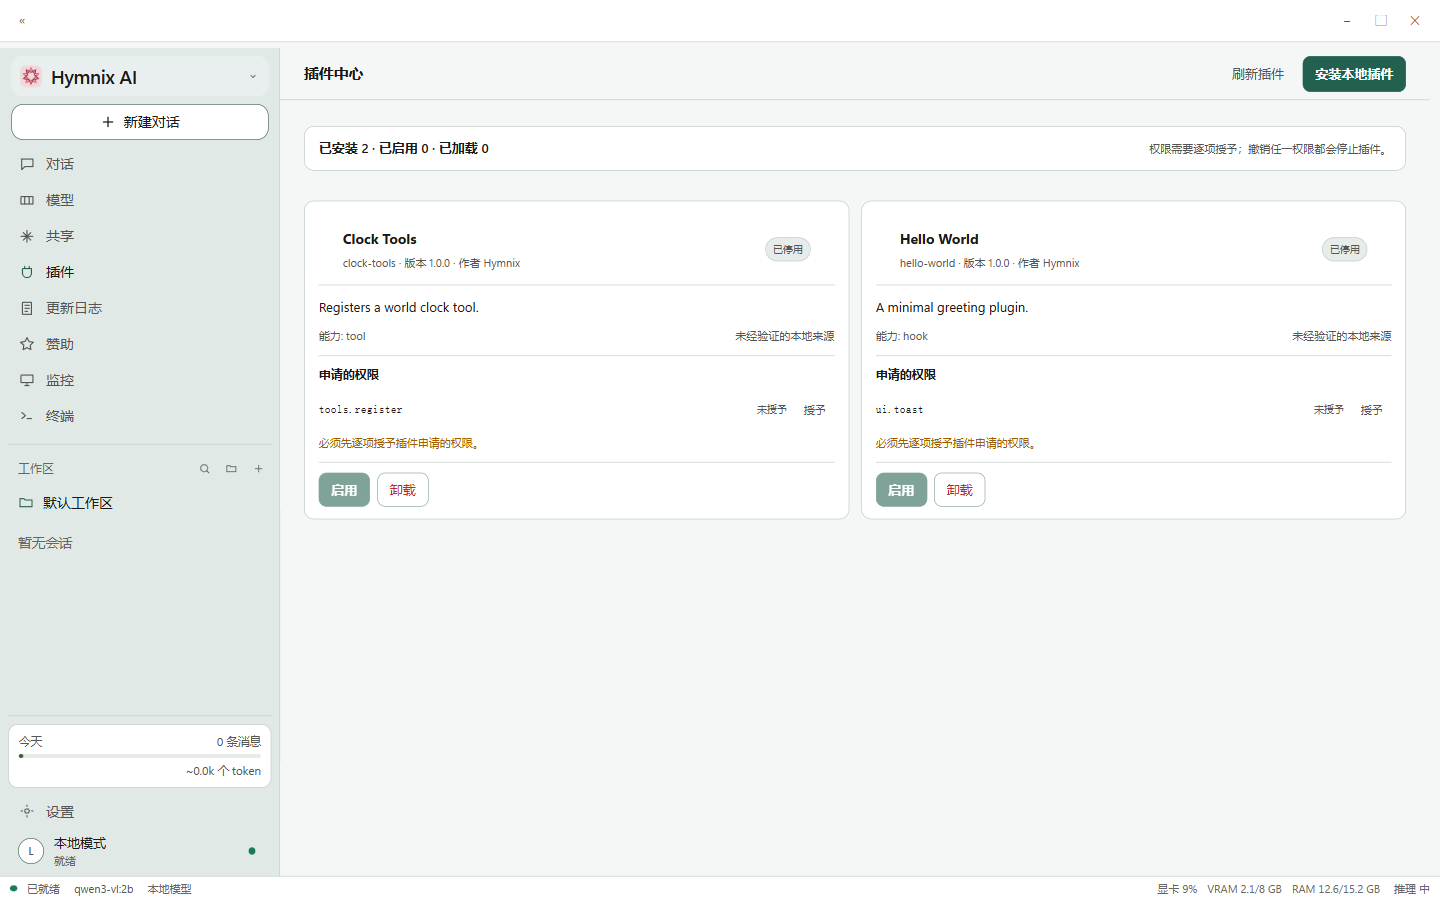 «
Hymnix AI
新建对话
对话
模型
共享
插件
更新日志
赞助
监控
终端
工作区
默认工作区
暂无会话
今天 0 条消息
~0.0k 个 token
设置
L 本地模式
就绪
插件中心 刷新插件 安装本地插件
已安装 2 · 已启用 0 · 已加载 0 权限需要逐项授予；撤销任一权限都会停止插件。
Clock Tools
clock-tools · 版本 1.0.0 · 作者 Hymnix
已停用
Registers a world clock tool.
能力: tool 未经验证的本地来源
申请的权限
tools.register 未授予 授予
必须先逐项授予插件申请的权限。
启用 卸载
Hello World
hello-world · 版本 1.0.0 · 作者 Hymnix
已停用
A minimal greeting plugin.
能力: hook 未经验证的本地来源
申请的权限
ui.toast 未授予 授予
必须先逐项授予插件申请的权限。
启用 卸载
已就绪 qwen3-vl:2b 本地模型 显卡 9% VRAM 2.1/8 GB RAM 12.6/15.2 GB 推理 中